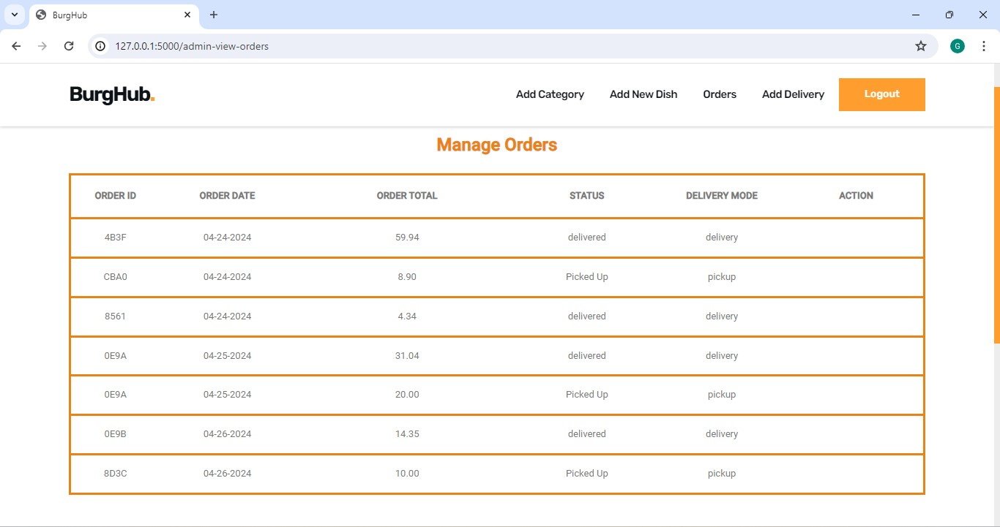 BurgHub
127.0.0.1:5000/admin-view-orders
G
BurgHub.
Add Category Add New Dish Orders Add Delivery Logout
Manage Orders
ORDER ID ORDER DATE ORDER TOTAL STATUS DELIVERY MODE ACTION
4B3F 04-24-2024 59.94 delivered delivery
CBA0 04-24-2024 8.90 Picked Up pickup
8561 04-24-2024 4.34 delivered delivery
0E9A 04-25-2024 31.04 delivered delivery
0E9A 04-25-2024 20.00 Picked Up pickup
0E9B 04-26-2024 14.35 delivered delivery
8D3C 04-26-2024 10.00 Picked Up pickup